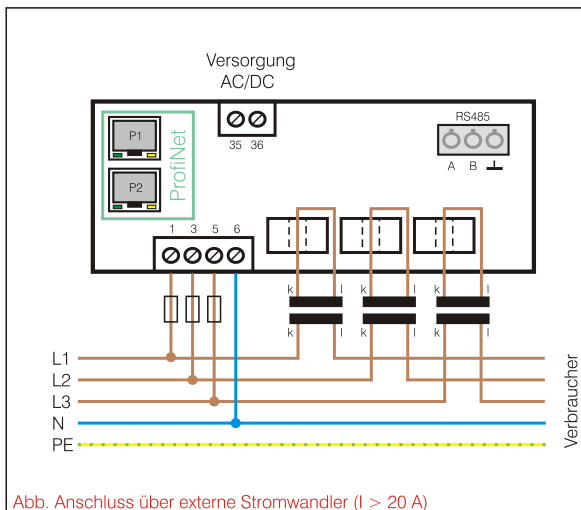 Versorgung
AC/DC
35 36
P1
P2
ProfiNet
RS485
A B
1 3 5 6
k l k l k l
k l k l k l
L1
L2
L3
N
PE
Verbraucher
Abb. Anschluss über externe Stromwandler (I > 20 A)